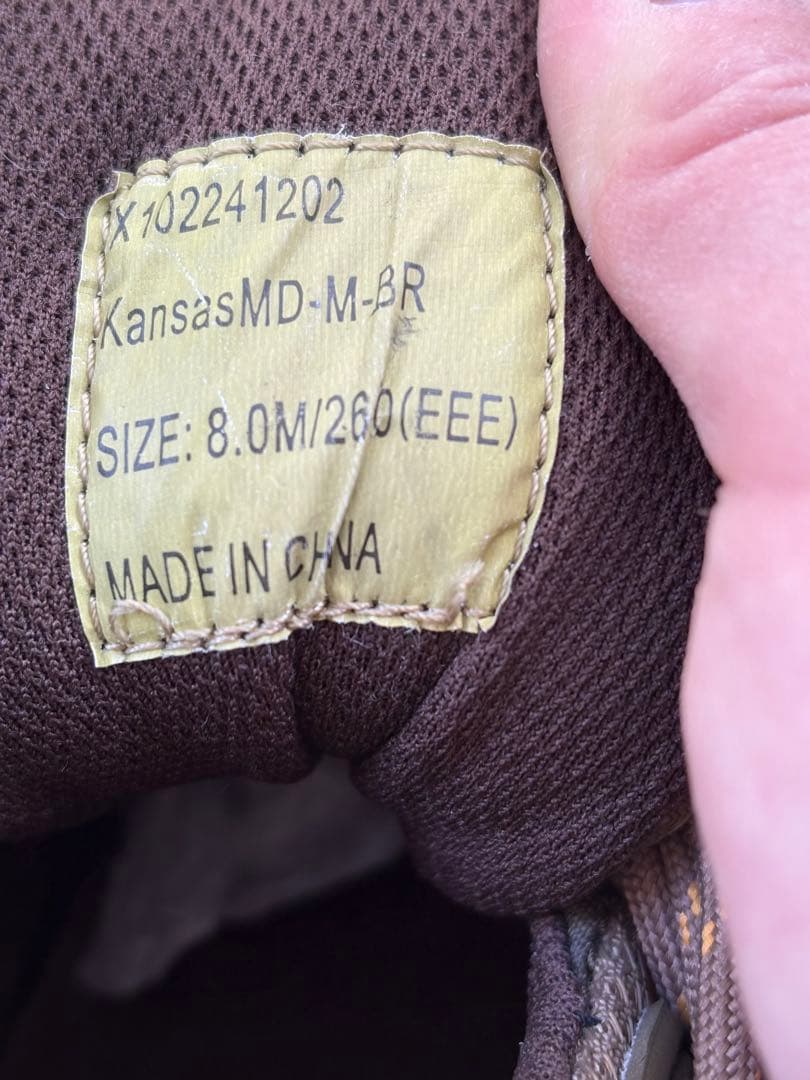 X102241202
KansasMD-M-BR
SIZE: 8.0M/260(EEE)
MADE IN CHINA